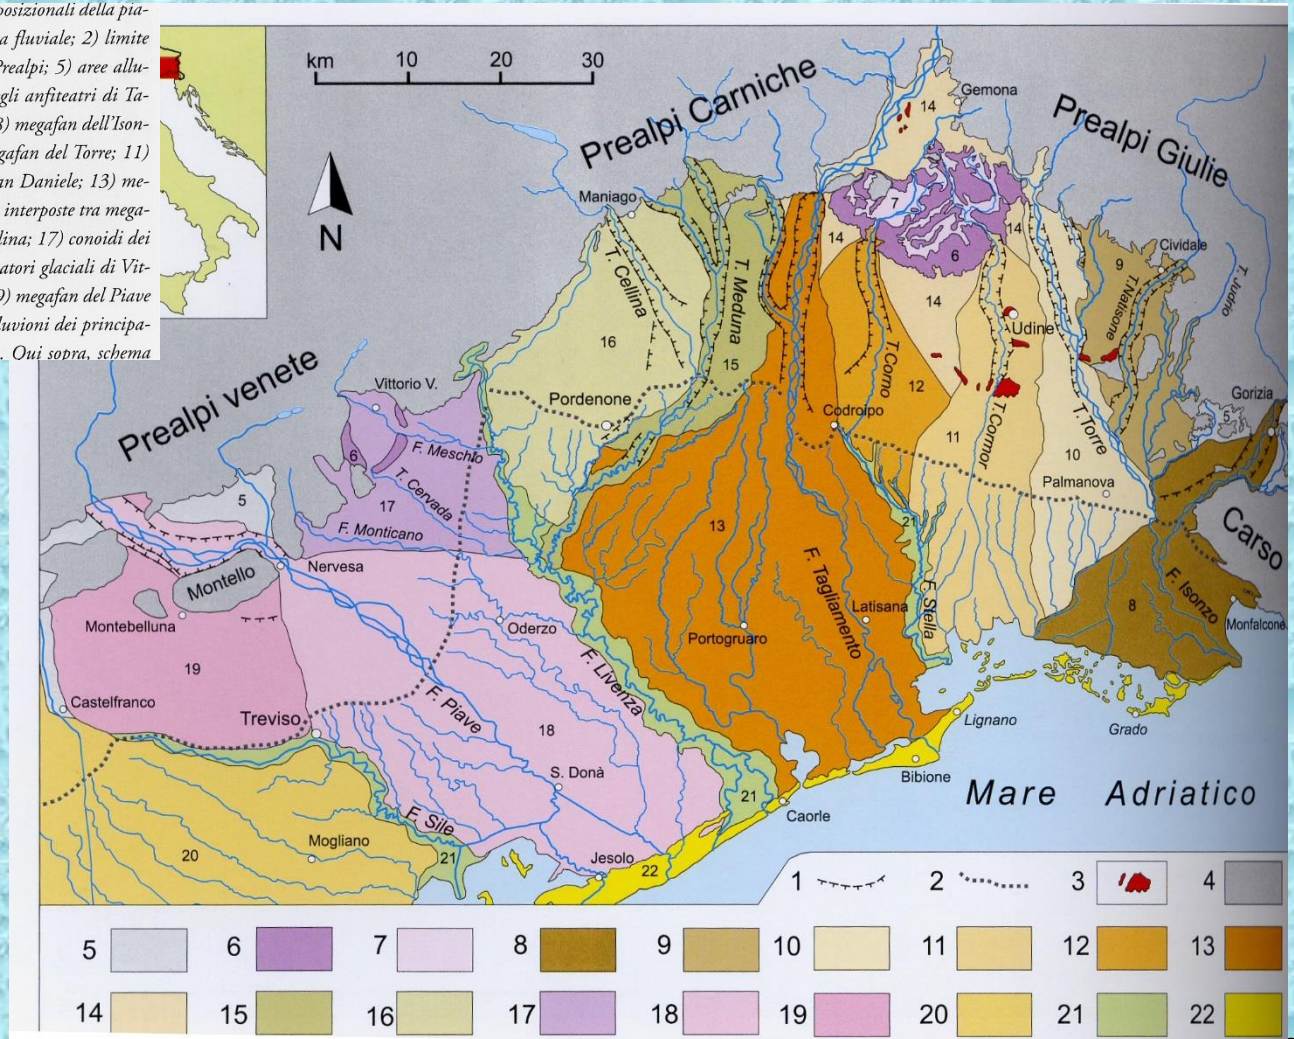 posizionali della pia-
a fluviale; 2) limite
Prealpi; 5) aree allu-
gli anfiteatri di Ta-
8) megafan dell'Ison-
gafan del Torre; 11)
an Daniele; 13) me-
interposte tra mega-
lina; 17) conoidi dei
atori glaciali di Vit-
9) megafan del Piave
luvioni dei principa-
. Qui sopra, schema
km 10 20 30
N
Prealpi Carniche
Prealpi Giulie
Prealpi venete
14
Gemona
Maniago
7
14
14
6
9
Cividale
T. Cellina
T. Meduna
T. Natisone
T. Judrio
14
16
15
Udine
T. Corno
12
Vittorio V.
Pordenone
Codroipo
T. Cormor
T. Torre
Gorizia
5
6
F. Meschio
11
10
T. Cervada
17
Palmanova
5
F. Monticano
13
21
Carso
Nervesa
Montello
F. Tagliamento
F. Stella
F. Isonzo
8
Latisana
Montebelluna
Oderzo
Portogruaro
Monfalcone
19
F. Livenza
Castelfranco
Treviso
F. Piave
18
Lignano
Grado
S. Donà
Bibione
Mare Adriatico
21
Caorle
F. Sile
Mogliano
20
21
Jesolo
22
1 2 3 4
5 6 7 8 9 10 11 12 13
14 15 16 17 18 19 20 21 22